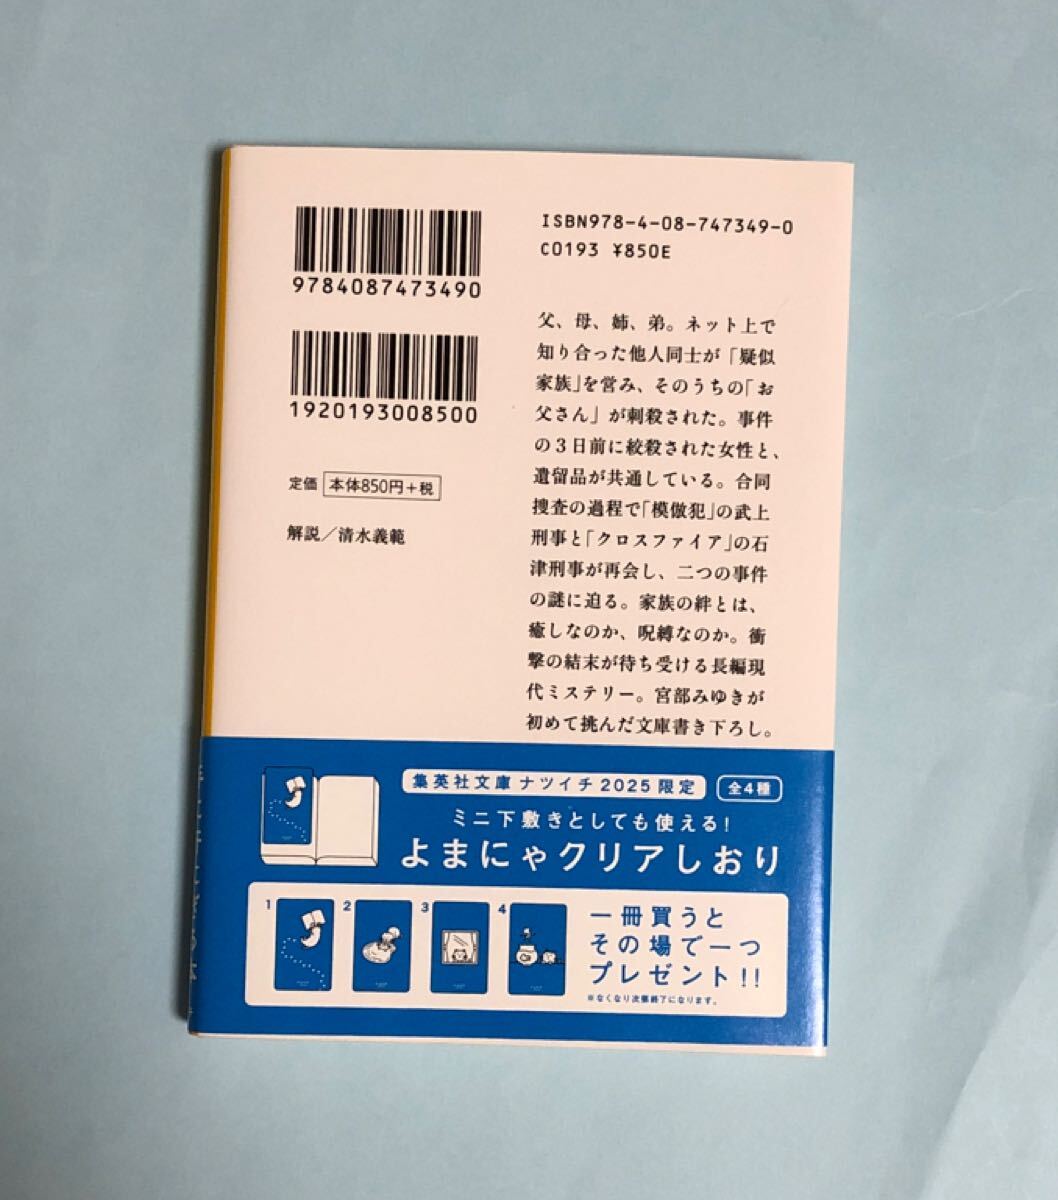 9784087473490
1920193008500
定価 本体850円+税
解説／清水義範
ISBN978-4-08-747349-0
C0193 ¥850E
父、母、姉、弟。ネット上で
知り合った他人同士が「疑似
家族」を営み、そのうちの「お
父さん」が刺殺された。事件
の3日前に絞殺された女性と、
遺留品が共通している。合同
捜査の過程で「模倣犯」の武上
刑事と「クロスファイア」の石
津刑事が再会し、二つの事件
の謎に迫る。家族の絆とは、
癒しなのか、呪縛なのか。衝
撃の結末が待ち受ける長編現
代ミステリー。宮部みゆきが
初めて挑んだ文庫書き下ろし。
集英社文庫 ナツイチ2025限定 全4種
ミニ下敷きとしても使える!
よまにゃクリアしおり
1 2 3 4
一冊買うと
その場で一つ
プレゼント!!
※なくなり次第終了になります。